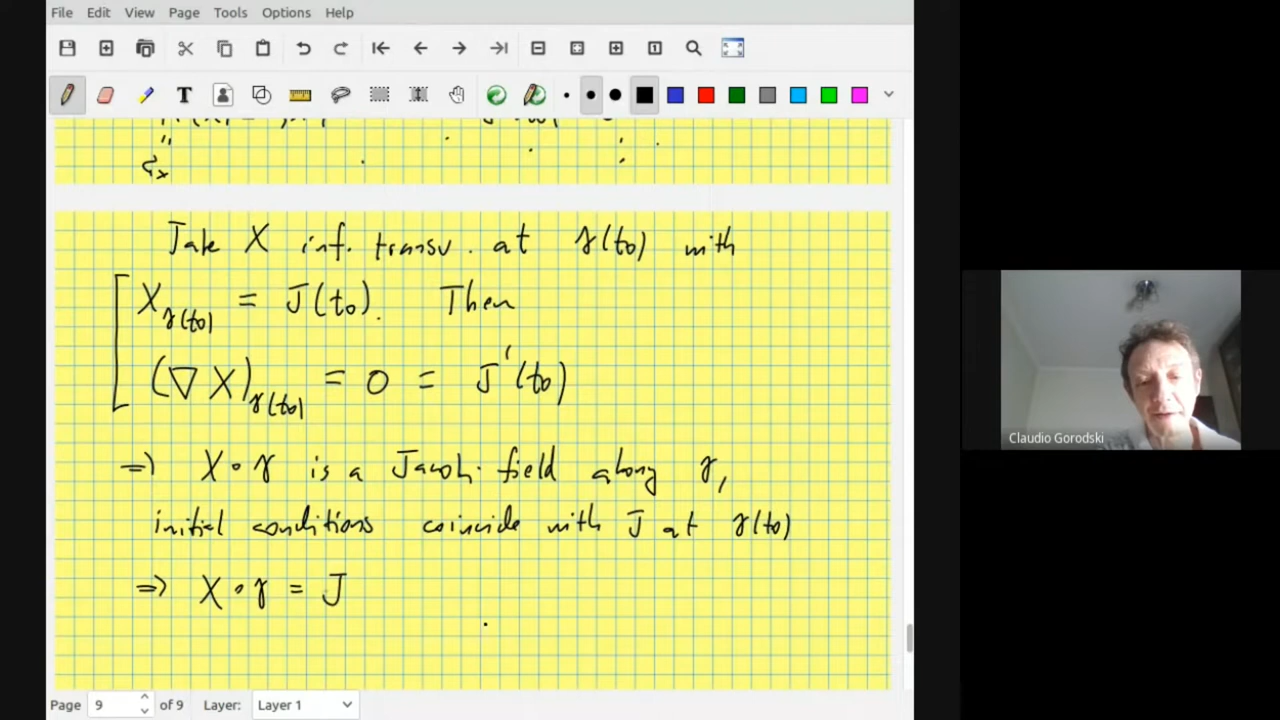 File Edit View Page Tools Options Help
Take X inf. transv. at γ(t₀) with
X_γ(t₀) = J(t₀). Then
(∇X)_γ(t₀) = 0 = J'(t₀)
⇒ X∘γ is a Jacob. field along γ,
initial conditions coincide with J at γ(t₀)
⇒ X∘γ = J
Claudio Gorodski
Page 9 of 9 Layer: Layer 1